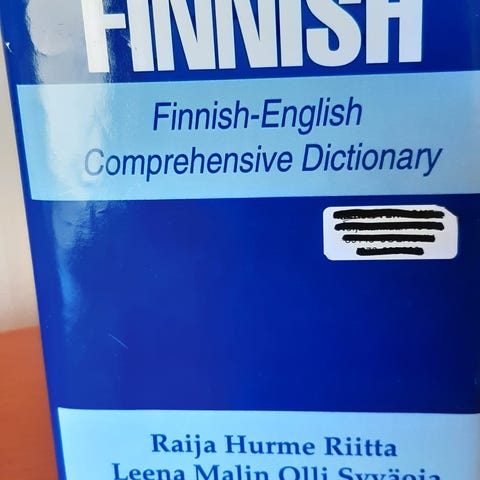 FINNISH
Finnish-English
Comprehensive Dictionary
Raija Hurme Riitta
Leena Malin Olli Syväoja